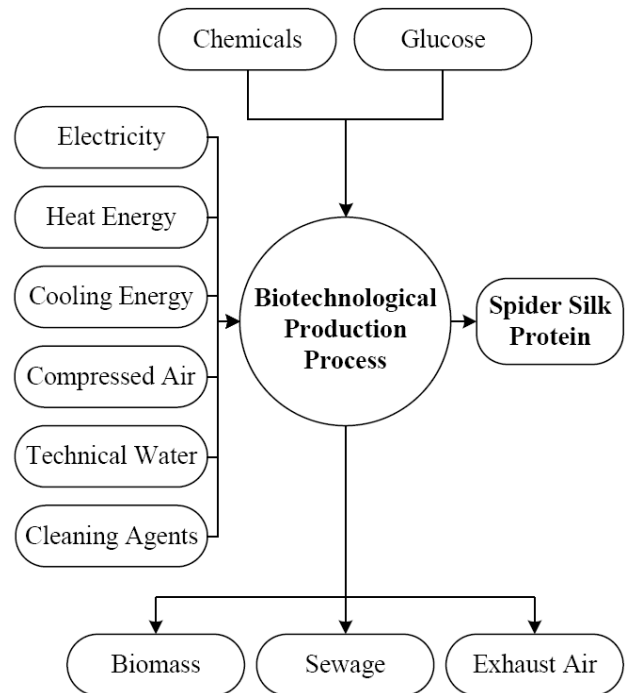 Chemicals
Glucose
Electricity
Heat Energy
Cooling Energy
Compressed Air
Technical Water
Cleaning Agents
Biotechnological
Production
Process
Spider Silk
Protein
Biomass
Sewage
Exhaust Air